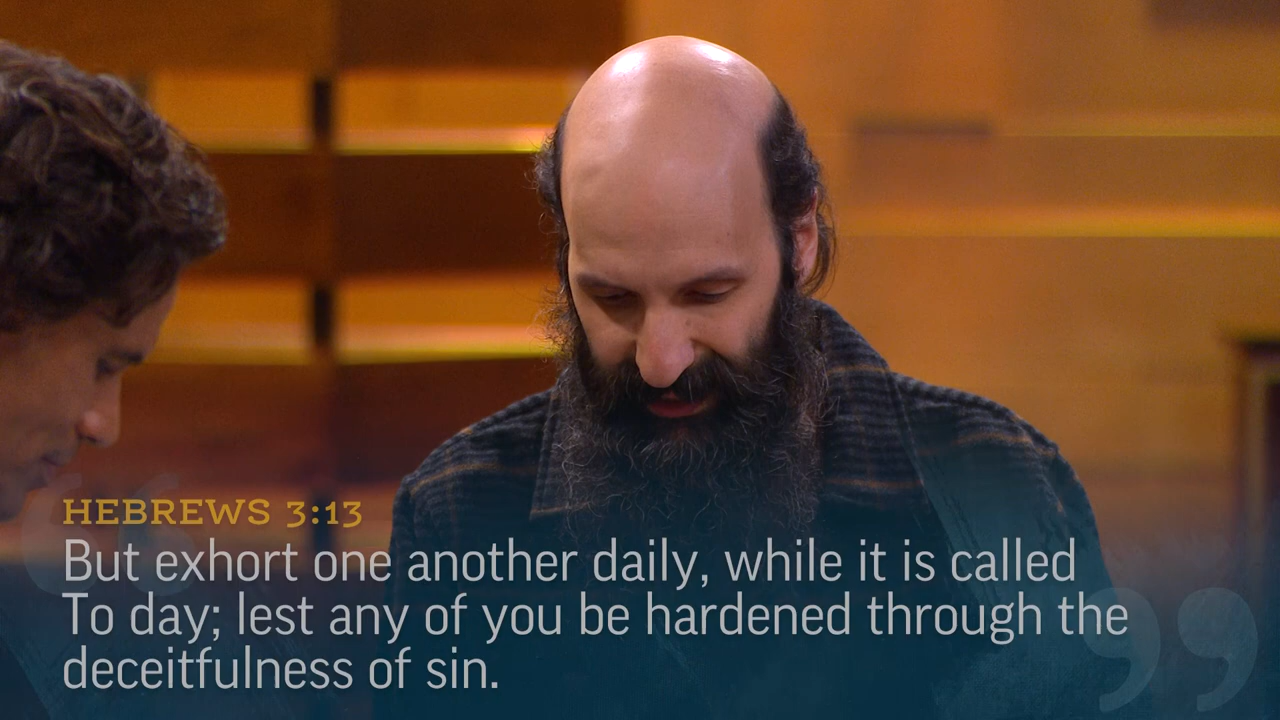 HEBREWS 3:13
But exhort one another daily, while it is called
To day; lest any of you be hardened through the
deceitfulness of sin.